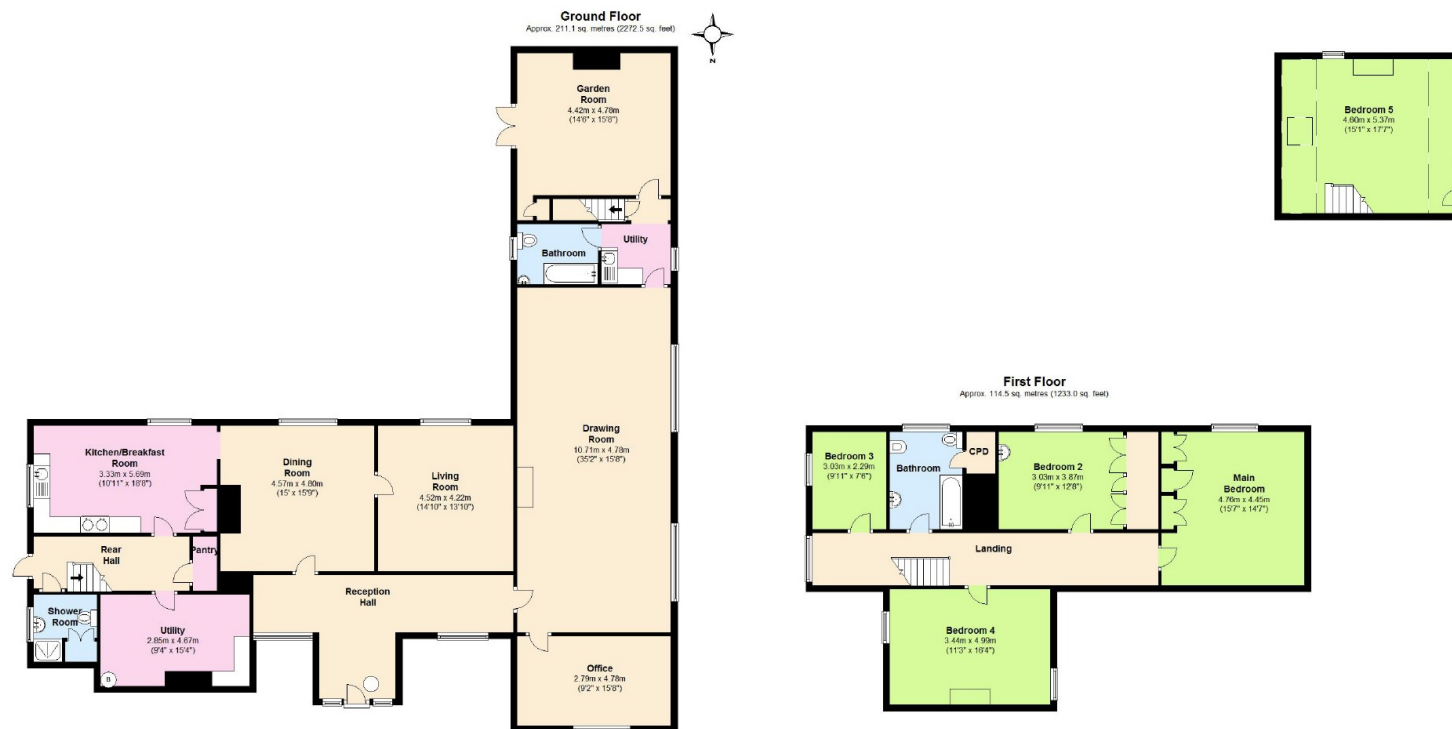 Ground Floor
Approx. 211.1 sq. metres (2272.5 sq. feet)
N
Garden
Room
4.42m x 4.78m
(14'6" x 15'8")
Bathroom
Utility
Drawing
Room
10.71m x 4.78m
(35'2" x 15'8")
Kitchen/Breakfast
Room
3.33m x 5.69m
(10'11" x 18'8")
Dining
Room
4.57m x 4.80m
(15' x 15'9")
Living
Room
4.52m x 4.22m
(14'10" x 13'10")
Rear
Hall
Pantry
Reception
Hall
Shower
Room
Utility
2.85m x 4.67m
(9'4" x 15'4")
B
Office
2.79m x 4.78m
(9'2" x 15'8")
Bedroom 5
4.60m x 5.37m
(15'1" x 17'7")
First Floor
Approx. 114.5 sq. metres (1233.0 sq. feet)
Bedroom 3
3.03m x 2.29m
(9'11" x 7'6")
Bathroom
CPD
Bedroom 2
3.03m x 3.87m
(9'11" x 12'8")
Main
Bedroom
4.76m x 4.45m
(15'7" x 14'7")
Landing
Bedroom 4
3.44m x 4.99m
(11'3" x 16'4")